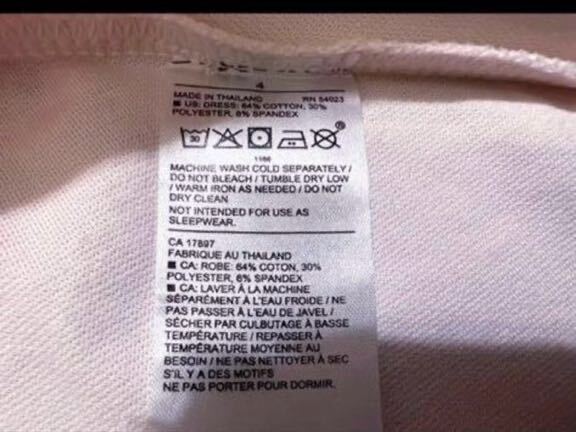 4
MADE IN THAILAND RN 54023
■ US: DRESS: 64% COTTON, 30%
POLYESTER, 6% SPANDEX
30
®
1166
MACHINE WASH COLD SEPARATELY /
DO NOT BLEACH / TUMBLE DRY LOW
/ WARM IRON AS NEEDED / DO NOT
DRY CLEAN
NOT INTENDED FOR USE AS
SLEEPWEAR.
CA 17897
FABRIQUE AU THAILAND
■ CA: ROBE: 64% COTON, 30%
POLYESTER, 6% SPANDEX
■ CA: LAVER À LA MACHINE
SÉPARÉMENT À L'EAU FROIDE / NE
PAS PASSER À L'EAU DE JAVEL /
SÉCHER PAR CULBUTAGE À BASSE
TEMPÉRATURE / REPASSER À
TEMPÉRATURE MOYENNE AU
BESOIN / NE PAS NETTOYER À SEC
S'IL Y A DES MOTIFS
NE PAS PORTER POUR DORMIR.